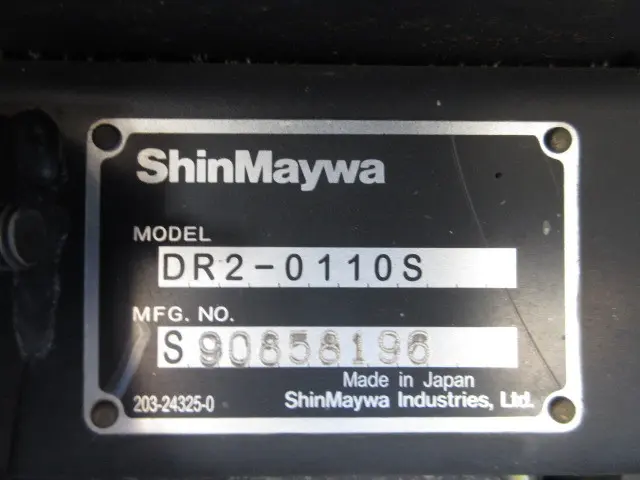 ShinMaywa
MODEL
DR2-0110S
MFG. NO.
S 90858196
Made in Japan
203-24325-0 ShinMaywa Industries, Ltd.